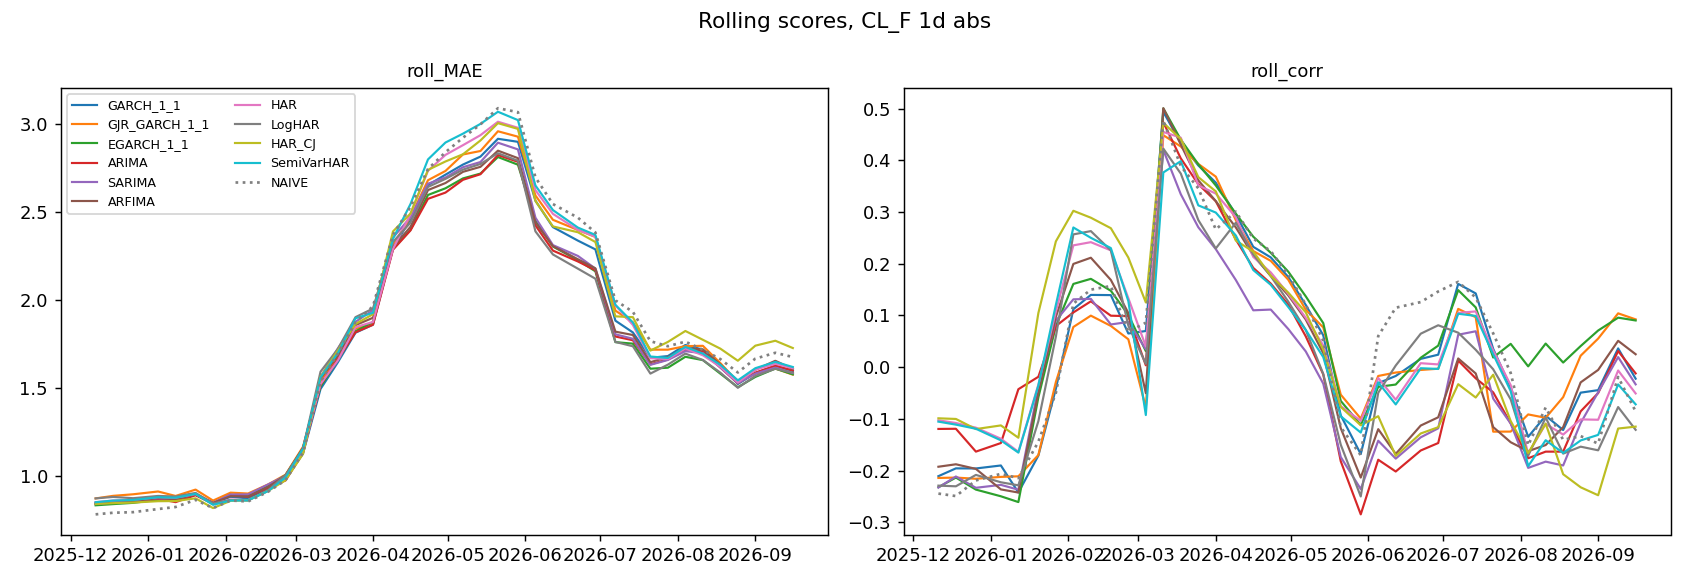 Rolling scores, CL_F 1d abs
roll_MAE
GARCH_1_1
GJR_GARCH_1_1
EGARCH_1_1
ARIMA
SARIMA
ARFIMA
HAR
LogHAR
HAR_CJ
SemiVarHAR
NAIVE
3.0
2.5
2.0
1.5
1.0
2025-12 2026-01 2026-02 2026-03 2026-04 2026-05 2026-06 2026-07 2026-08 2026-09
roll_corr
0.5
0.4
0.3
0.2
0.1
0.0
−0.1
−0.2
−0.3
2025-12 2026-01 2026-02 2026-03 2026-04 2026-05 2026-06 2026-07 2026-08 2026-09